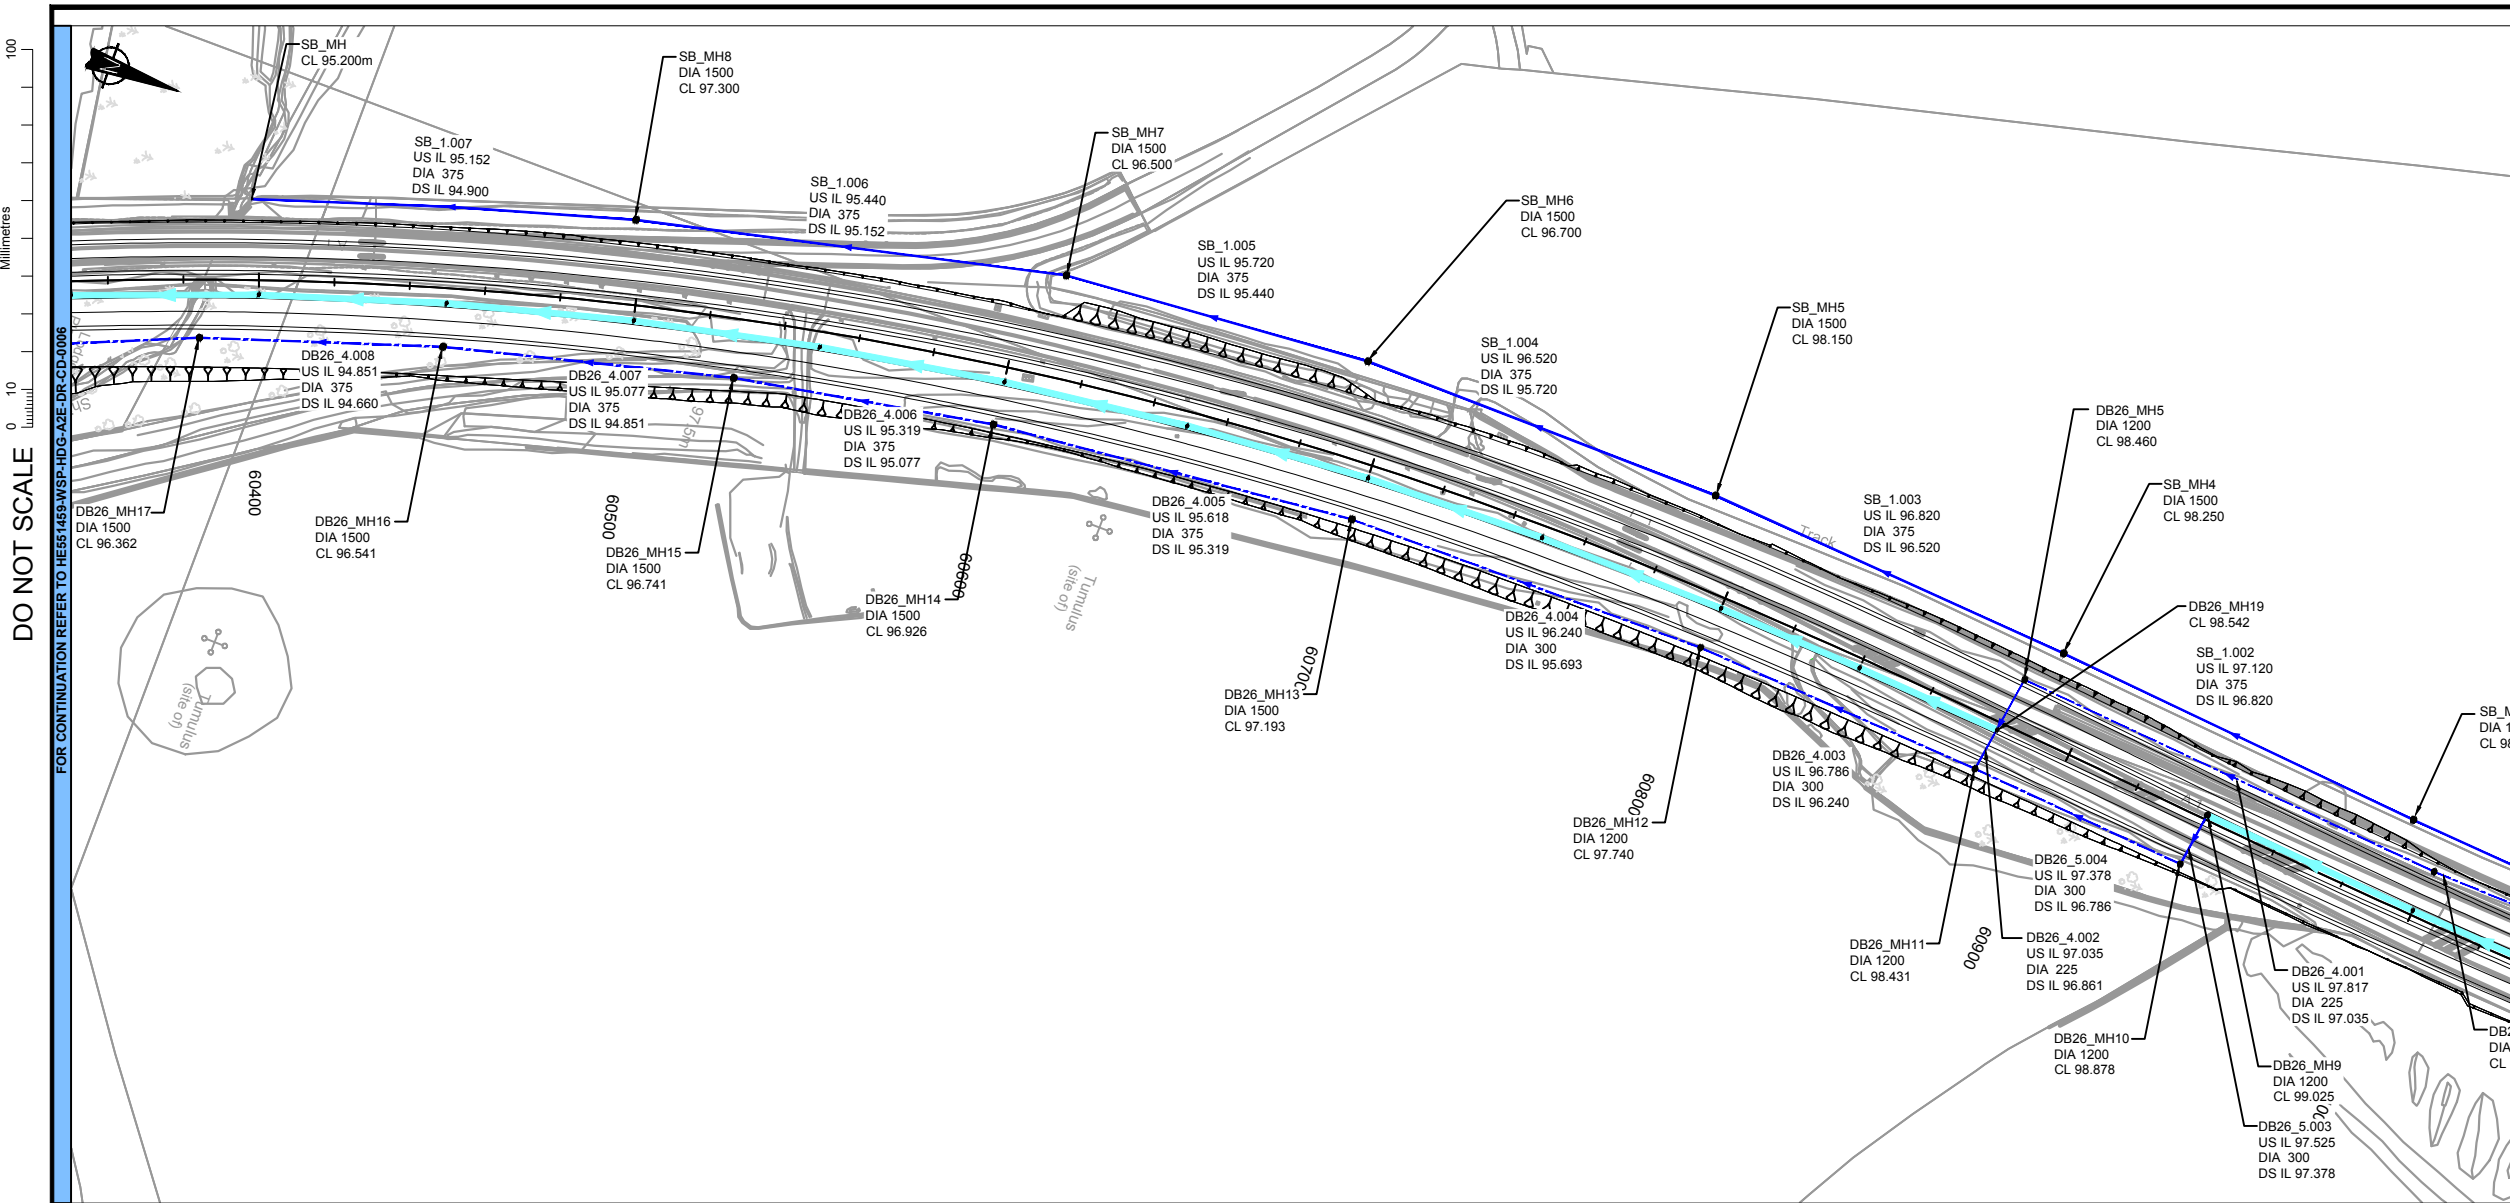 100
Millimetres
10
0
DO NOT SCALE
FOR CONTINUATION REFER TO HE551459-WSP-HDG-A2E-DR-CD-0006
SB_MH
CL 95.200m
SB_MH8
DIA 1500
CL 97.300
SB_1.007
US IL 95.152
DIA 375
DS IL 94.900
SB_1.006
US IL 95.440
DIA 375
DS IL 95.152
SB_MH7
DIA 1500
CL 96.500
SB_1.005
US IL 95.720
DIA 375
DS IL 95.440
SB_MH6
DIA 1500
CL 96.700
SB_1.004
US IL 96.520
DIA 375
DS IL 95.720
SB_MH5
DIA 1500
CL 98.150
SB_1.003
US IL 96.820
DIA 375
DS IL 96.520
DB26_MH5
DIA 1200
CL 98.460
SB_MH4
DIA 1500
CL 98.250
DB26_MH19
CL 98.542
SB_1.002
US IL 97.120
DIA 375
DS IL 96.820
SB_M
DIA 1
CL 98
Track
DB26_4.008
US IL 94.851
DIA 375
DS IL 94.660
DB26_4.007
US IL 95.077
DIA 375
DS IL 94.851
97.5m
DB26_4.006
US IL 95.319
DIA 375
DS IL 95.077
DB26_4.005
US IL 95.618
DIA 375
DS IL 95.319
DB26_4.004
US IL 96.240
DIA 300
DS IL 95.693
DB26_4.003
US IL 96.786
DIA 300
DS IL 96.240
DB26_5.004
US IL 97.378
DIA 300
DS IL 96.786
DB26_4.002
US IL 97.035
DIA 225
DS IL 96.861
DB26_4.001
US IL 97.817
DIA 225
DS IL 97.035
DB26_MH17
DIA 1500
CL 96.362
60400
DB26_MH16
DIA 1500
CL 96.541
60500
DB26_MH15
DIA 1500
CL 96.741
DB26_MH14
DIA 1500
CL 96.926
60600
Tumulus
(site of)
Tumulus
(site of)
DB26_MH13
DIA 1500
CL 97.193
60700
DB26_MH12
DIA 1200
CL 97.740
60800
DB26_MH11
DIA 1200
CL 98.431
60900
DB26_MH10
DIA 1200
CL 98.878
DB26_MH9
DIA 1200
CL 99.025
DB26_5.003
US IL 97.525
DIA 300
DS IL 97.378
DB2
DIA
CL